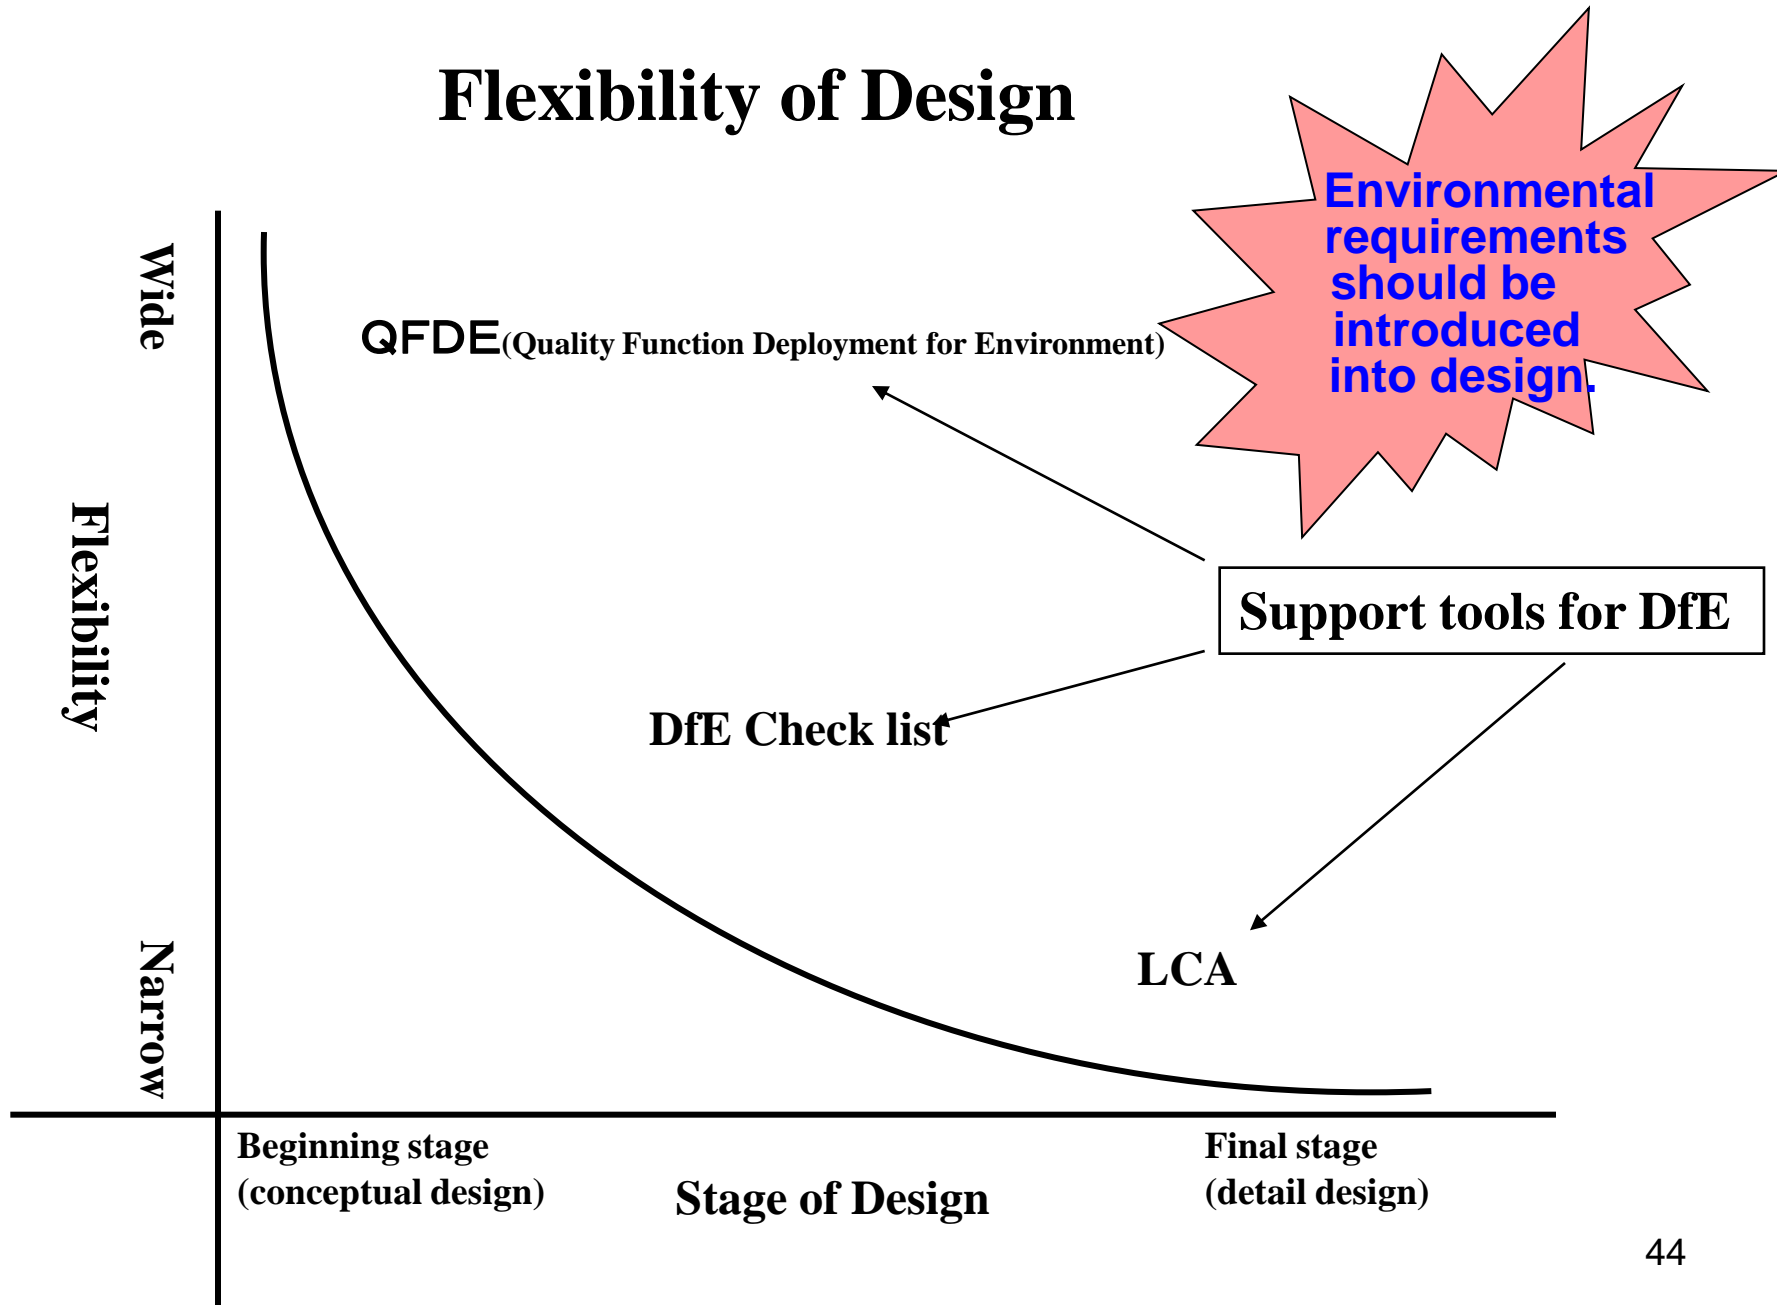 Flexibility of Design
Environmental
requirements
should be
introduced
into design.
Wide
QFDE(Quality Function Deployment for Environment)
Flexibility
Support tools for DfE
DfE Check list
Narrow
LCA
Beginning stage
(conceptual design)
Stage of Design
Final stage
(detail design)
44